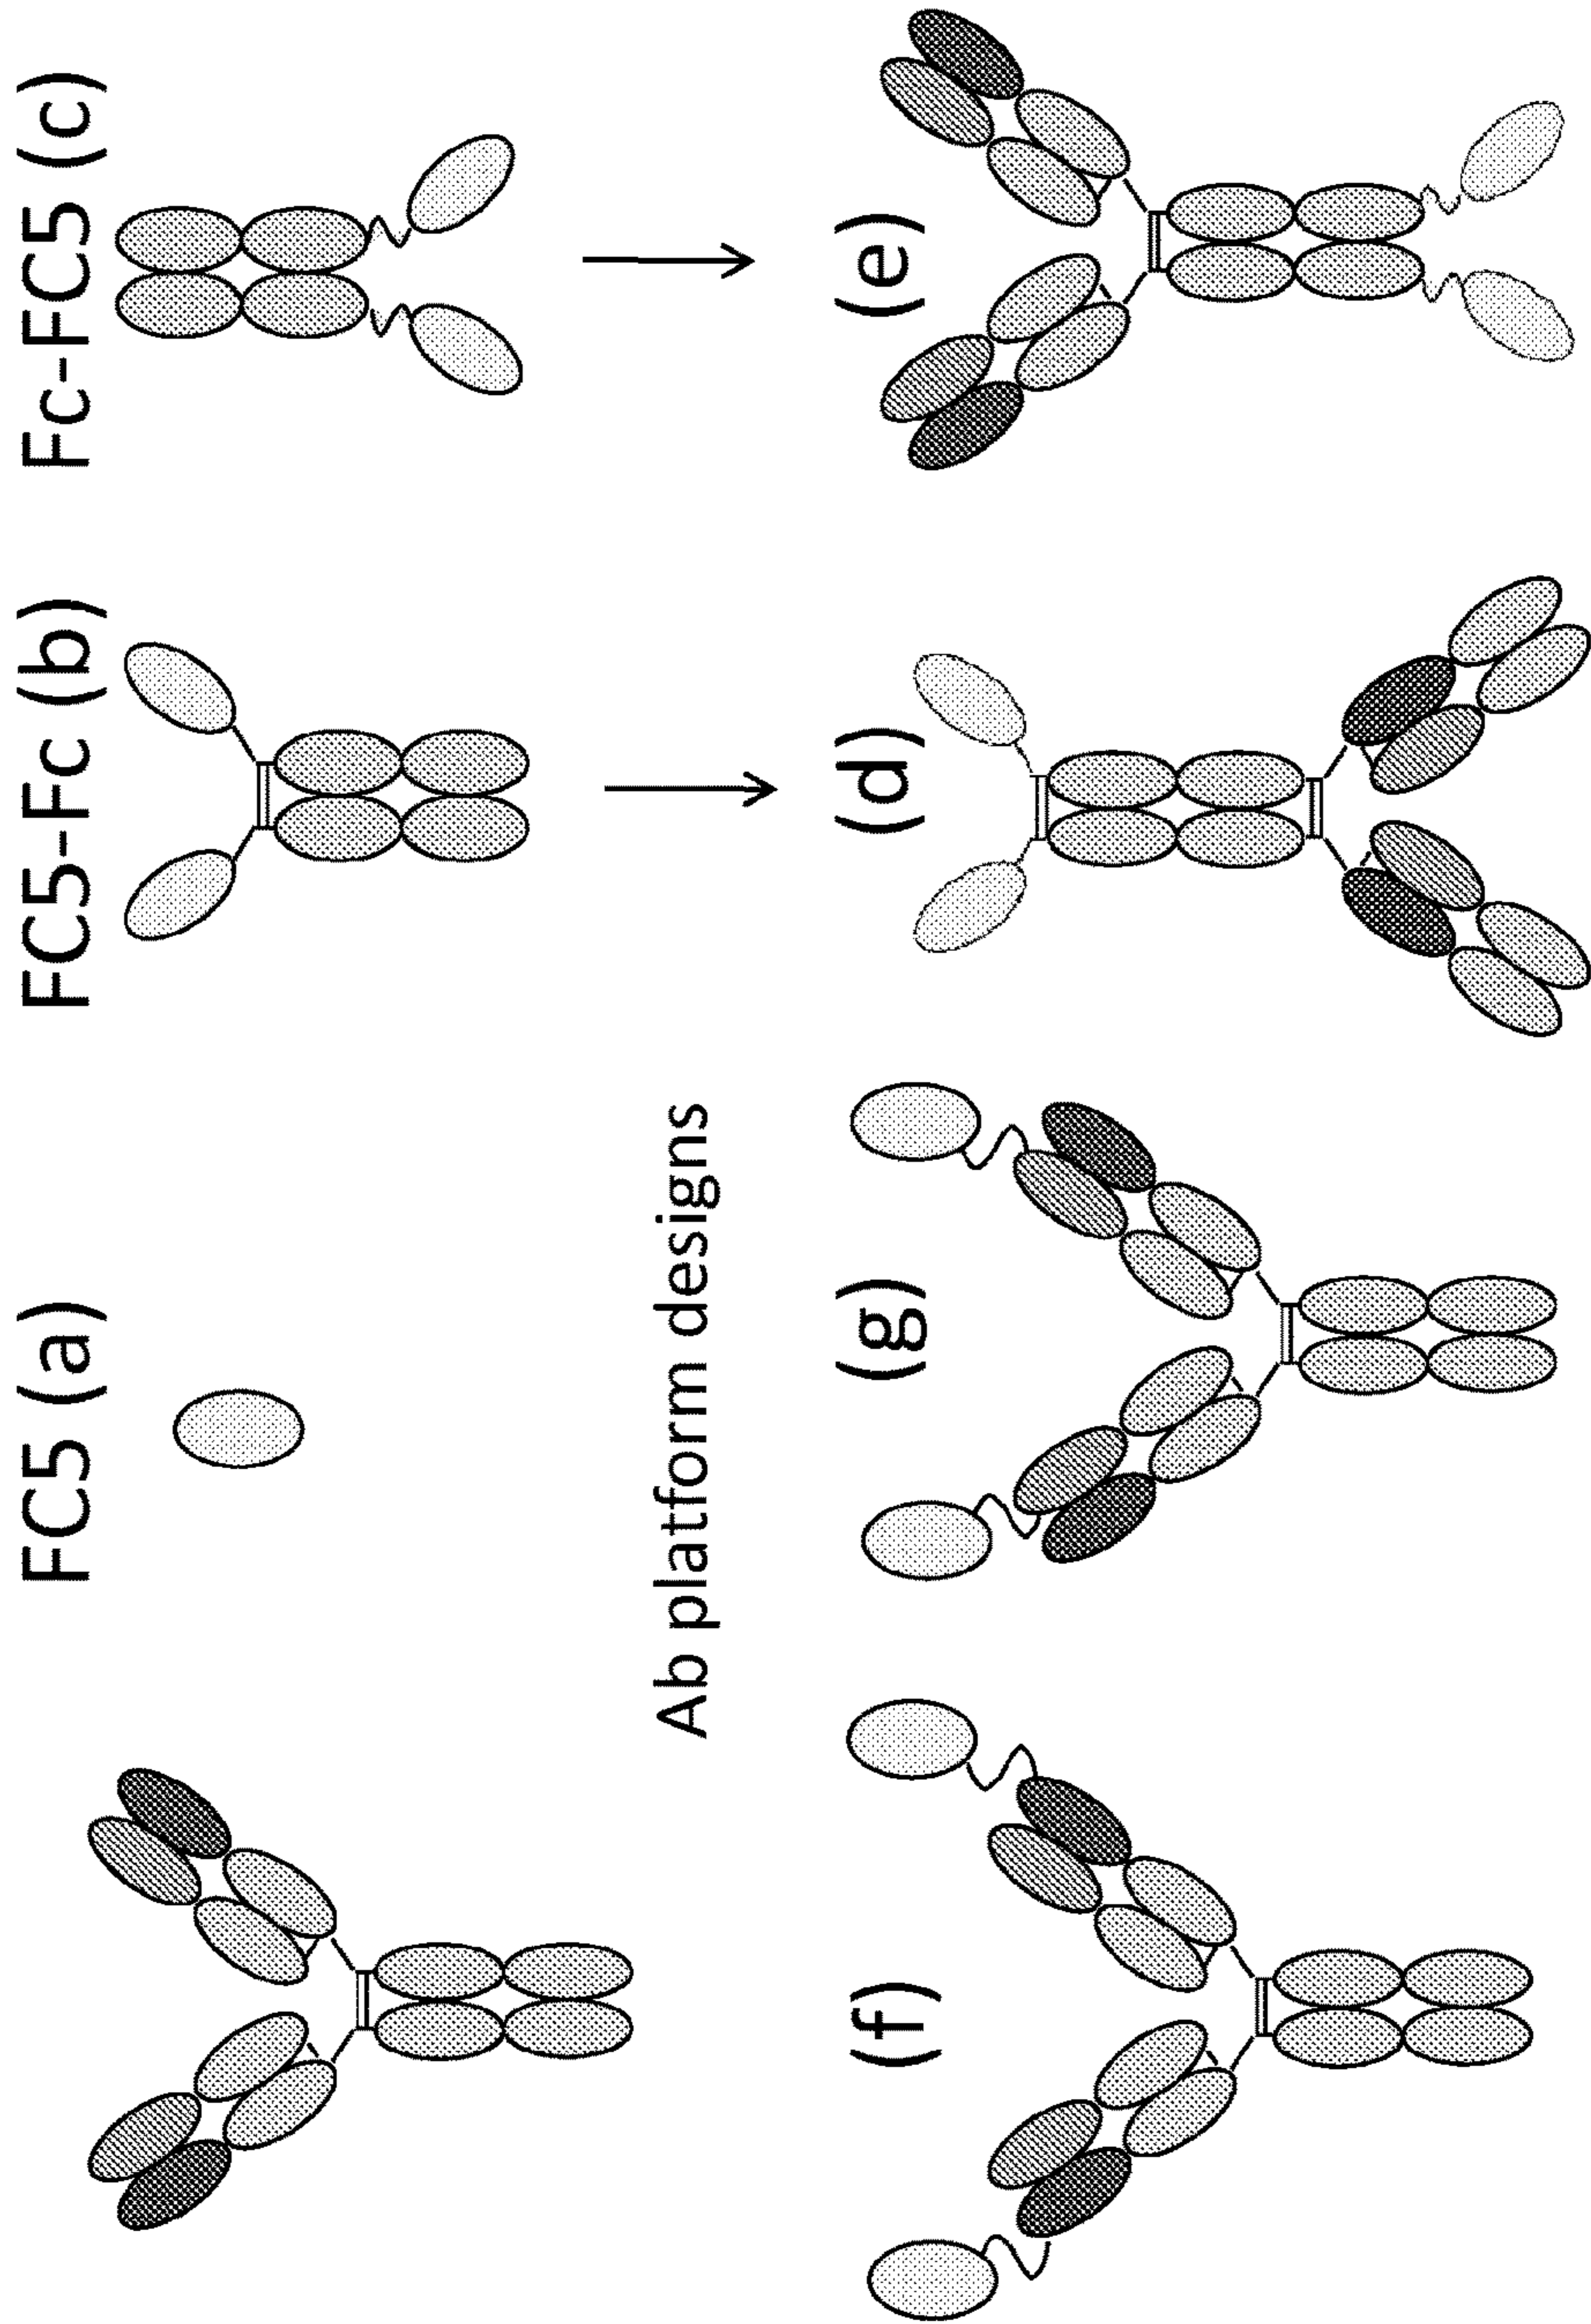 FC5 (a)
FC5-Fc (b)
Fc-FC5 (c)
Ab platform designs
(f)
(g)
(d)
(e)